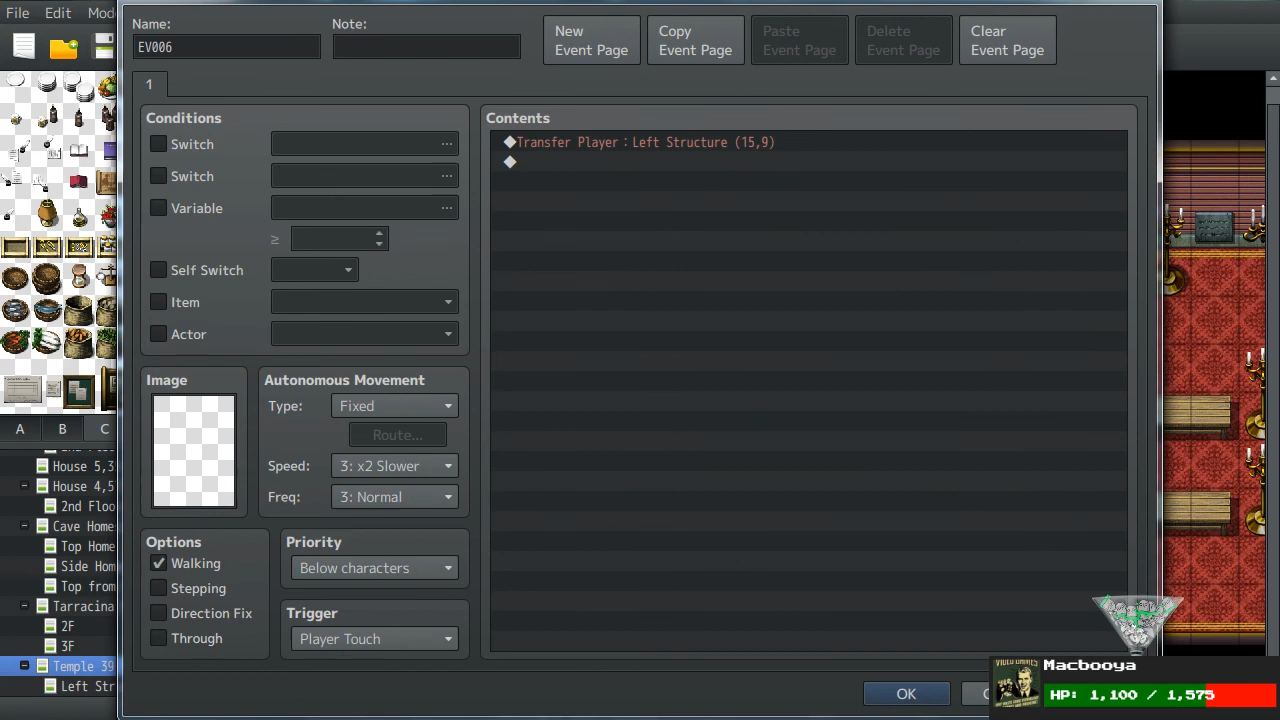 File Edit Mod
Name:
Note:
EV006
New
Event Page
Copy
Event Page
Paste
Event Page
Delete
Event Page
Clear
Event Page
1
Conditions
Switch
...
Switch
...
Variable
...
≥
Self Switch
Item
Actor
Image
Autonomous Movement
Type:
Fixed
Route...
Speed:
3: x2 Slower
Freq:
3: Normal
Options
Walking
Stepping
Direction Fix
Through
Priority
Below characters
Trigger
Player Touch
Contents
◆Transfer Player：Left Structure (15,9)
◆
OK
A B C
House 5,3
House 4,5
2nd Floo
Cave Home
Top Home
Side Hom
Top from
Tarracina
2F
3F
Temple 39
Left Str
VIDEO GAMES
Macbooya
HP: 1,100 / 1,575